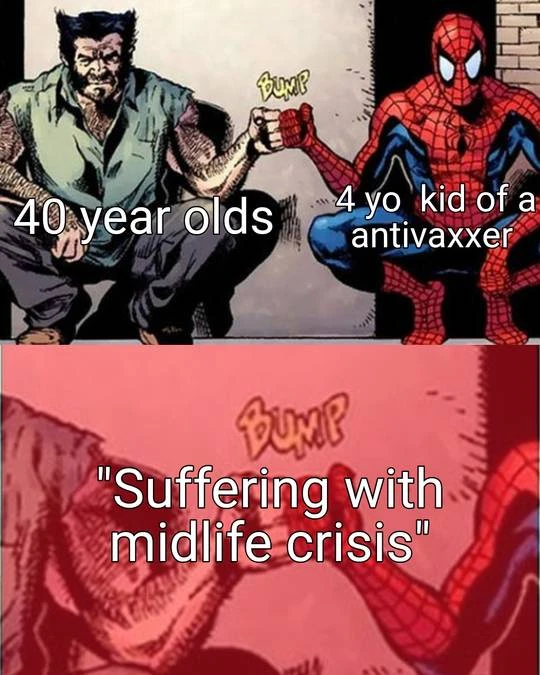 BUMP
40 year olds
4 yo kid of a
antivaxxer
BUMP
"Suffering with
midlife crisis"